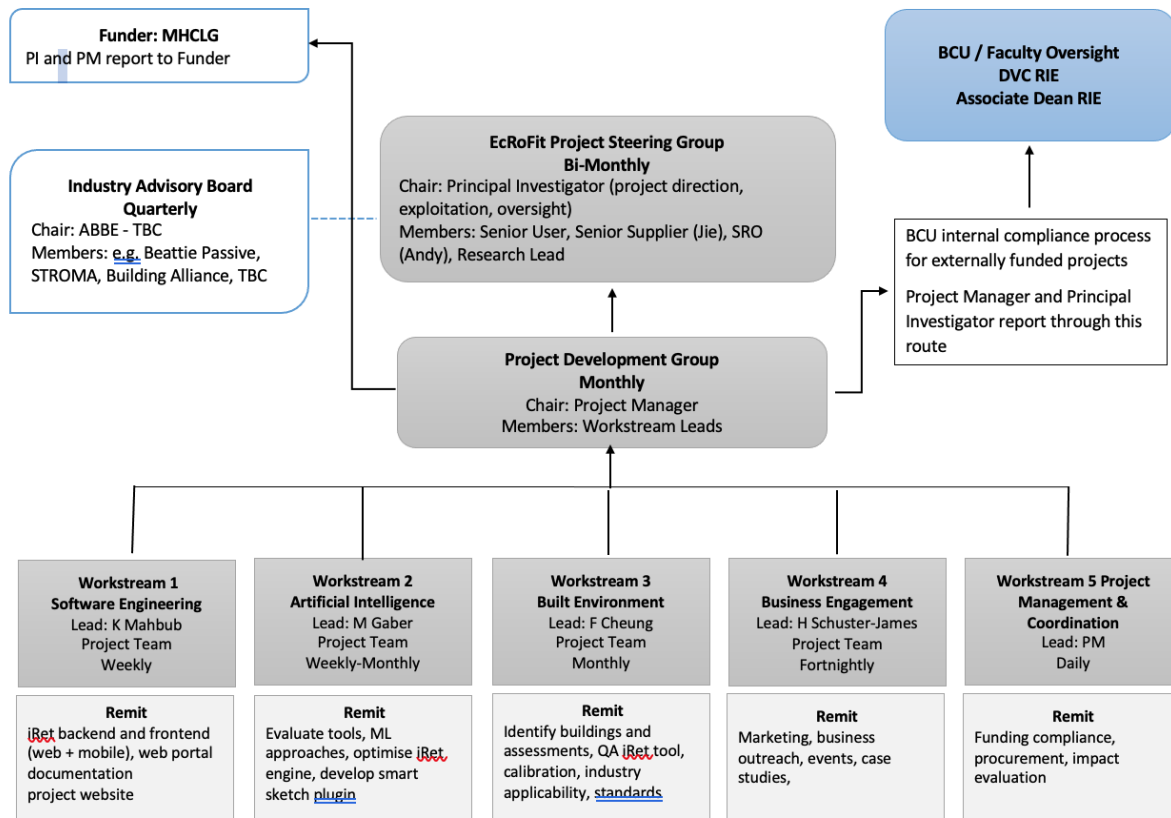 Funder: MHCLG
PI and PM report to Funder
BCU / Faculty Oversight
DVC RIE
Associate Dean RIE
EcRoFit Project Steering Group
Bi-Monthly
Chair: Principal Investigator (project direction,
exploitation, oversight)
Members: Senior User, Senior Supplier (Jie), SRO
(Andy), Research Lead
Industry Advisory Board
Quarterly
Chair: ABBE - TBC
Members: e.g. Beattie Passive,
STROMA, Building Alliance, TBC
BCU internal compliance process
for externally funded projects
Project Manager and Principal
Investigator report through this
route
Project Development Group
Monthly
Chair: Project Manager
Members: Workstream Leads
Workstream 1
Software Engineering
Lead: K Mahbub
Project Team
Weekly
Workstream 2
Artificial Intelligence
Lead: M Gaber
Project Team
Weekly-Monthly
Workstream 3
Built Environment
Lead: F Cheung
Project Team
Monthly
Workstream 4
Business Engagement
Lead: H Schuster-James
Project Team
Fortnightly
Workstream 5 Project
Management &
Coordination
Lead: PM
Daily
Remit
iRet backend and frontend
(web + mobile), web portal
documentation
project website
Remit
Evaluate tools, ML
approaches, optimise iRet
engine, develop smart
sketch plugin
Remit
Identify buildings and
assessments, QA iRet tool,
calibration, industry
applicability, standards
Remit
Marketing, business
outreach, events, case
studies,
Remit
Funding compliance,
procurement, impact
evaluation